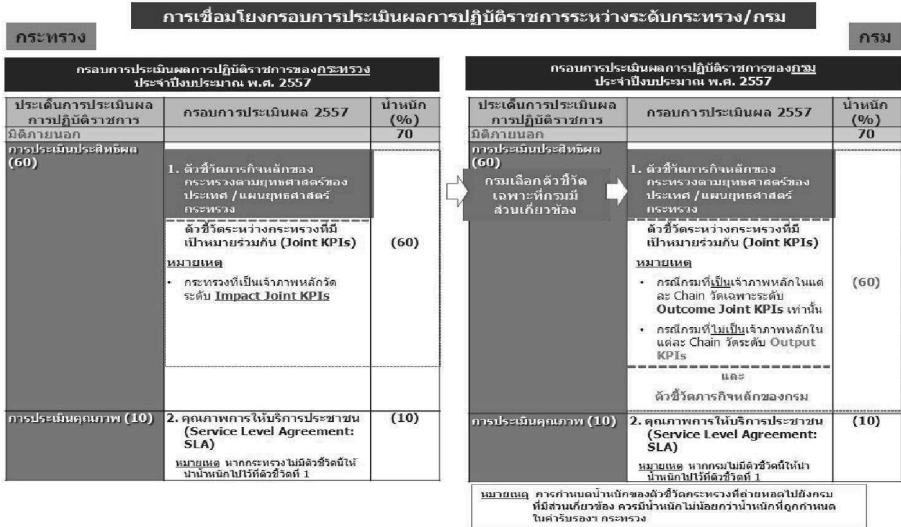 การเชื่อมโยงกรอบการประเมินผลการปฏิบัติราชการระหว่างระดับกระทรวง/กรม
กระทรวง
กรม
กรอบการประเมินผลการปฏิบัติราชการของกระทรวง
ประจำปีงบประมาณ พ.ศ. 2557
ประเด็นการประเมินผล
การปฏิบัติราชการ
กรอบการประเมินผล 2557
น้ำหนัก
(%)
มิติภายนอก
70
การประเมินประสิทธิผล
(60)
1. ตัวชี้วัดภารกิจหลักของ
กระทรวงตามยุทธศาสตร์ของ
ประเทศ /แผนยุทธศาสตร์
กระทรวง
ตัวชี้วัดระหว่างกระทรวงที่มี
เป้าหมายร่วมกัน (Joint KPIs)
(60)
หมายเหตุ
• กระทรวงที่เป็นเจ้าภาพหลักวัด
ระดับ Impact Joint KPIs
การประเมินคุณภาพ (10)
2. คุณภาพการให้บริการประชาชน
(Service Level Agreement:
SLA)
(10)
หมายเหตุ หากกระทรวงไม่มีตัวชี้วัดนี้ให้
นำน้ำหนักไปไว้ที่ตัวชี้วัดที่ 1
กรมเลือกตัวชี้วัด
เฉพาะที่กรมมี
ส่วนเกี่ยวข้อง
กรอบการประเมินผลการปฏิบัติราชการของกรม
ประจำปีงบประมาณ พ.ศ. 2557
ประเด็นการประเมินผล
การปฏิบัติราชการ
กรอบการประเมินผล 2557
น้ำหนัก
(%)
มิติภายนอก
70
การประเมินประสิทธิผล
(60)
1. ตัวชี้วัดภารกิจหลักของ
กระทรวงตามยุทธศาสตร์ของ
ประเทศ /แผนยุทธศาสตร์
กระทรวง
ตัวชี้วัดระหว่างกระทรวงที่มี
เป้าหมายร่วมกัน (Joint KPIs)
หมายเหตุ
• กรณีกรมที่เป็นเจ้าภาพหลักในแต่
ละ Chain วัดเฉพาะระดับ
Outcome Joint KPIs เท่านั้น
(60)
• กรณีกรมที่ไม่เป็นเจ้าภาพหลักใน
แต่ละ Chain วัดระดับ Output
KPIs
และ
ตัวชี้วัดภารกิจหลักของกรม
การประเมินคุณภาพ (10)
2. คุณภาพการให้บริการประชาชน
(Service Level Agreement:
SLA)
(10)
หมายเหตุ หากกรมไม่มีตัวชี้วัดนี้ให้นำ
น้ำหนักไปไว้ที่ตัวชี้วัดที่ 1
หมายเหตุ การกำหนดน้ำหนักของตัวชี้วัดกระทรวงที่ถ่ายทอดไปยังกรม
ที่มีส่วนเกี่ยวข้อง ควรมีน้ำหนักไม่น้อยกว่าน้ำหนักที่ถูกกำหนด
ในคำรับรองฯ กระทรวง